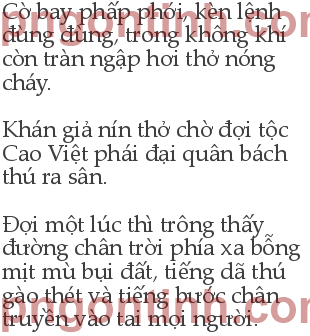 Cờ bay phấp phới, kèn lệnh
đùng đùng, trong không khí
còn tràn ngập hơi thở nóng
cháy.
Khán giả nín thở chờ đợi tộc
Cao Việt phái đại quân bách
thú ra sân.
Đợi một lúc thì trông thấy
đường chân trời phía xa bỗng
mịt mù bụi đất, tiếng dã thú
gào thét và tiếng bước chân
truyền vào tai mọi người.